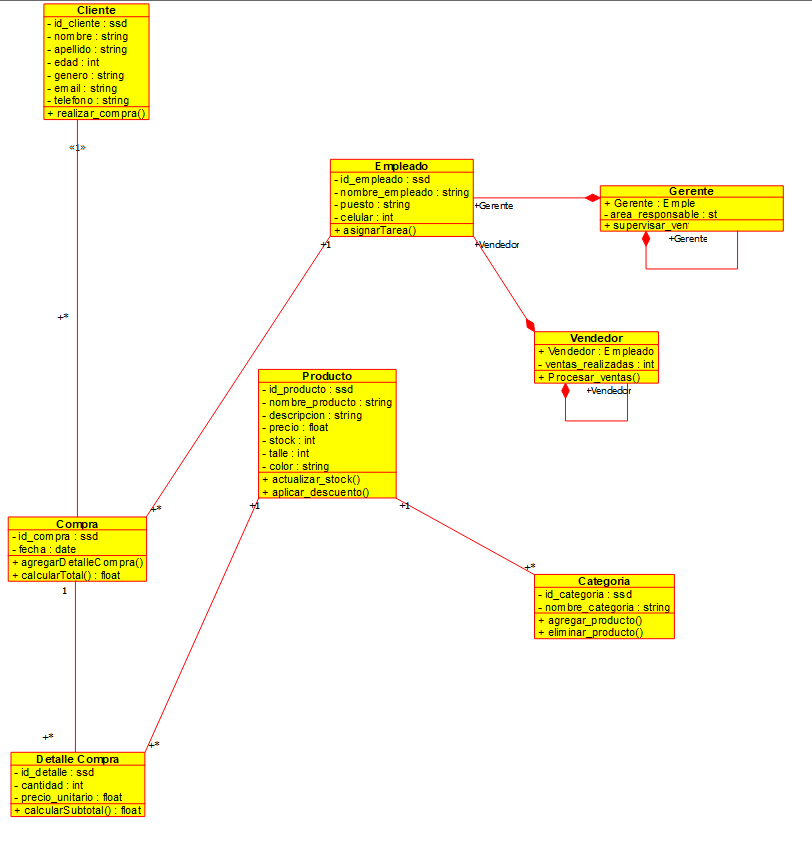 Cliente
- id_cliente : ssd
- nombre : string
- apellido : string
- edad : int
- genero : string
- email : string
- telefono : string
+ realizar_compra()
«1»
+*
Empleado
- id_empleado : ssd
- nombre_empleado : string
- puesto : string
- celular : int
+ asignarTarea()
+Gerente
+1
+Vendedor
Gerente
+ Gerente : Emple
- area_responsable : st
+ supervisar_vent
+Gerente
Vendedor
+ Vendedor : Empleado
- ventas_realizadas : int
+ Procesar_ventas()
+Vendedor
Producto
- id_producto : ssd
- nombre_producto : string
- descripcion : string
- precio : float
- stock : int
- talle : int
- color : string
+ actualizar_stock()
+ aplicar_descuento()
+1
+1
+*
Compra
- id_compra : ssd
- fecha : date
+ agregarDetalleCompra()
+ calcularTotal() : float
1
+*
Categoria
- id_categoria : ssd
- nombre_categoria : string
+ agregar_producto()
+ eliminar_producto()
+*
+*
Detalle Compra
- id_detalle : ssd
- cantidad : int
- precio_unitario : float
+ calcularSubtotal() : float